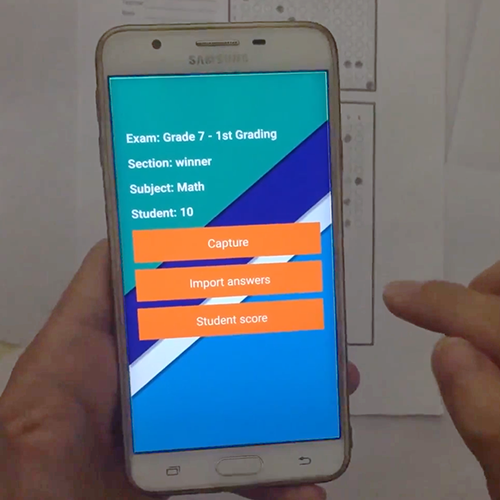 SAMSUNG
Exam: Grade 7 - 1st Grading
Section: winner
Subject: Math
Student: 10
Capture
Import answers
Student score